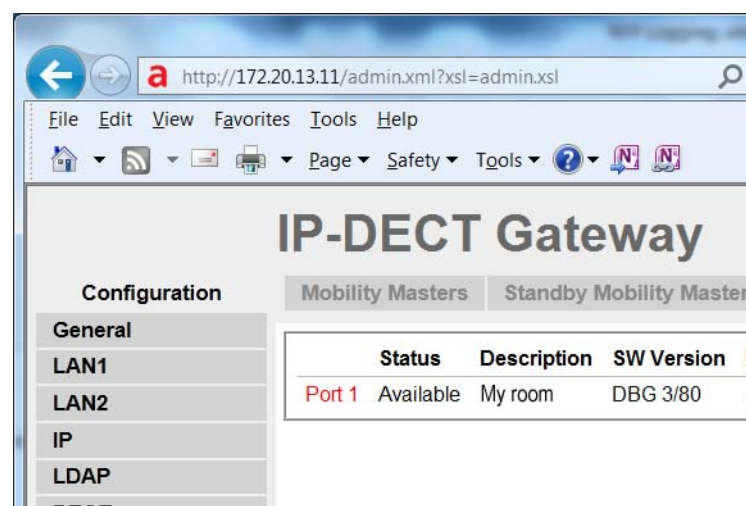 a http://172.20.13.11/admin.xml?xsl=admin.xsl
File Edit View Favorites Tools Help
Page Safety Tools
IP-DECT Gateway
Configuration Mobility Masters Standby Mobility Master
General
Status Description SW Version
LAN1
Port 1 Available My room DBG 3/80
LAN2
IP
LDAP